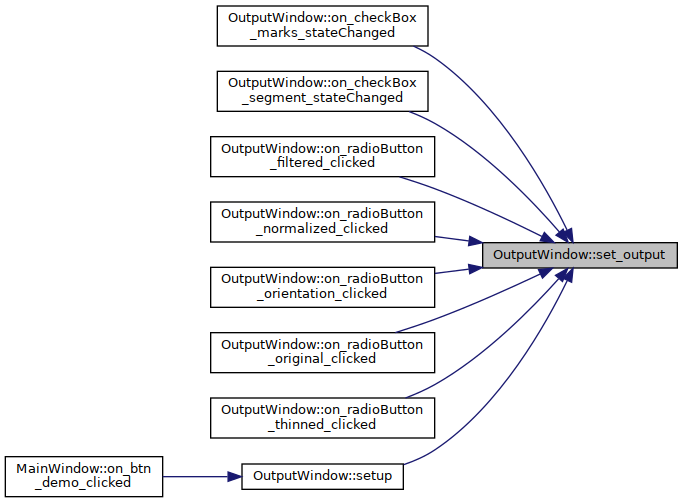 OutputWindow::on_checkBox
_marks_stateChanged
OutputWindow::on_checkBox
_segment_stateChanged
OutputWindow::on_radioButton
_filtered_clicked
OutputWindow::on_radioButton
_normalized_clicked
OutputWindow::set_output
OutputWindow::on_radioButton
_orientation_clicked
OutputWindow::on_radioButton
_original_clicked
OutputWindow::on_radioButton
_thinned_clicked
MainWindow::on_btn
_demo_clicked
OutputWindow::setup